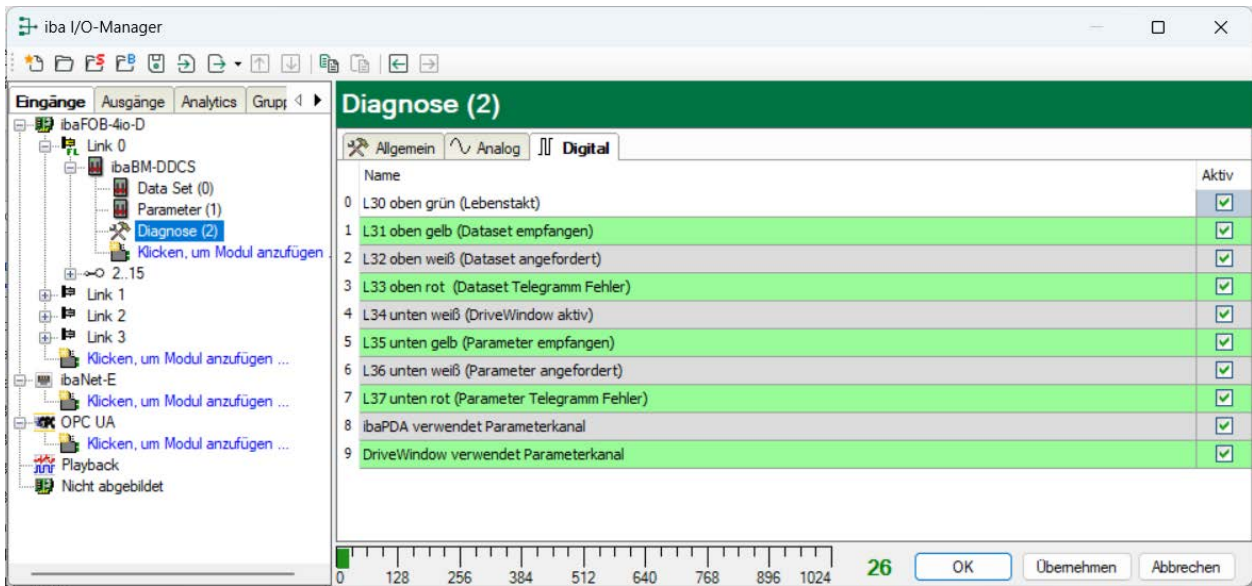 iba I/O-Manager
Eingänge Ausgänge Analytics Grupp
ibaFOB-4io-D
Link 0
ibaBM-DDCS
Data Set (0)
Parameter (1)
Diagnose (2)
Klicken, um Modul anzufügen .
2..15
Link 1
Link 2
Link 3
Klicken, um Modul anzufügen ...
ibaNet-E
Klicken, um Modul anzufügen ...
OPC UA
Klicken, um Modul anzufügen ...
Playback
Nicht abgebildet
Diagnose (2)
Allgemein Analog Digital
Name Aktiv
0 L30 oben grün (Lebenstakt)
1 L31 oben gelb (Dataset empfangen)
2 L32 oben weiß (Dataset angefordert)
3 L33 oben rot (Dataset Telegramm Fehler)
4 L34 unten weiß (DriveWindow aktiv)
5 L35 unten gelb (Parameter empfangen)
6 L36 unten weiß (Parameter angefordert)
7 L37 unten rot (Parameter Telegramm Fehler)
8 ibaPDA verwendet Parameterkanal
9 DriveWindow verwendet Parameterkanal
0 128 256 384 512 640 768 896 1024
26 OK Übernehmen Abbrechen